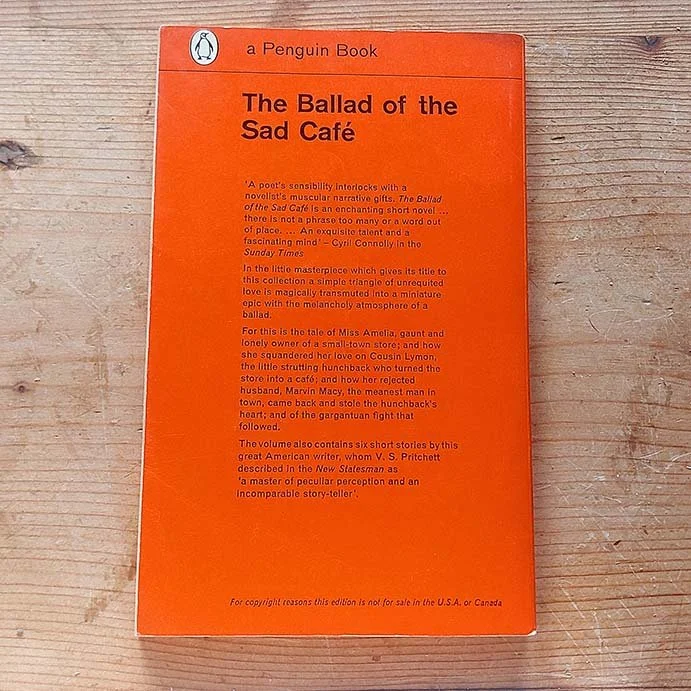 a Penguin Book
The Ballad of the
Sad Café
'A poet's sensibility interlocks with a
novelist's muscular narrative gifts. The Ballad
of the Sad Café is an enchanting short novel ...
there is not a phrase too many or a word out
of place. ... An exquisite talent and a
fascinating mind' – Cyril Connolly in the
Sunday Times
In the little masterpiece which gives its title to
this collection a simple triangle of unrequited
love is magically transmuted into a miniature
epic with the melancholy atmosphere of a
ballad.
For this is the tale of Miss Amelia, gaunt and
lonely owner of a small-town store; and how
she squandered her love on Cousin Lymon,
the little strutting hunchback who turned the
store into a café; and how her rejected
husband, Marvin Macy, the meanest man in
town, came back and stole the hunchback's
heart; and of the gargantuan fight that
followed.
The volume also contains six short stories by this
great American writer, whom V. S. Pritchett
described in the New Statesman as
'a master of peculiar perception and an
incomparable story-teller'.
For copyright reasons this edition is not for sale in the U.S.A. or Canada